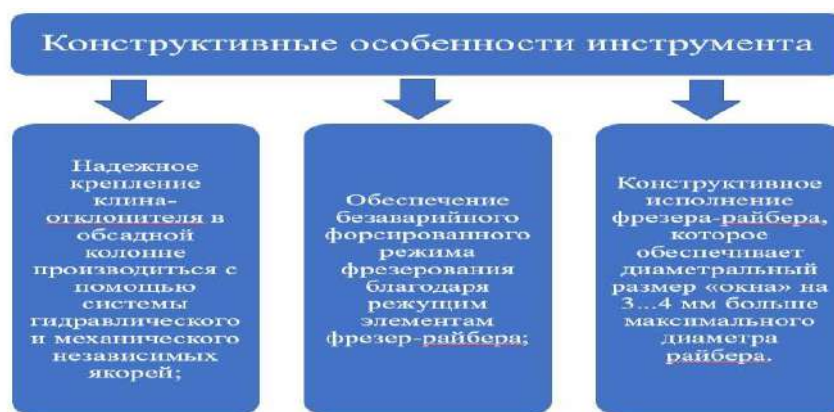 Конструктивные особенности инструмента
Надежное
крепление
клина-
отклонителя в
обсадной
колонне
производиться с
помощью
системы
гидравлического
и механического
независимых
якорей;
Обеспечение
безаварийного
форсированного
режима
фрезерования
благодаря
режущим
элементам
фрезер-райбера;
Конструктивное
исполнение
фрезера-райбера,
которое
обеспечивает
диаметральный
размер «окна» на
3...4 мм больше
максимального
диаметра
райбера.